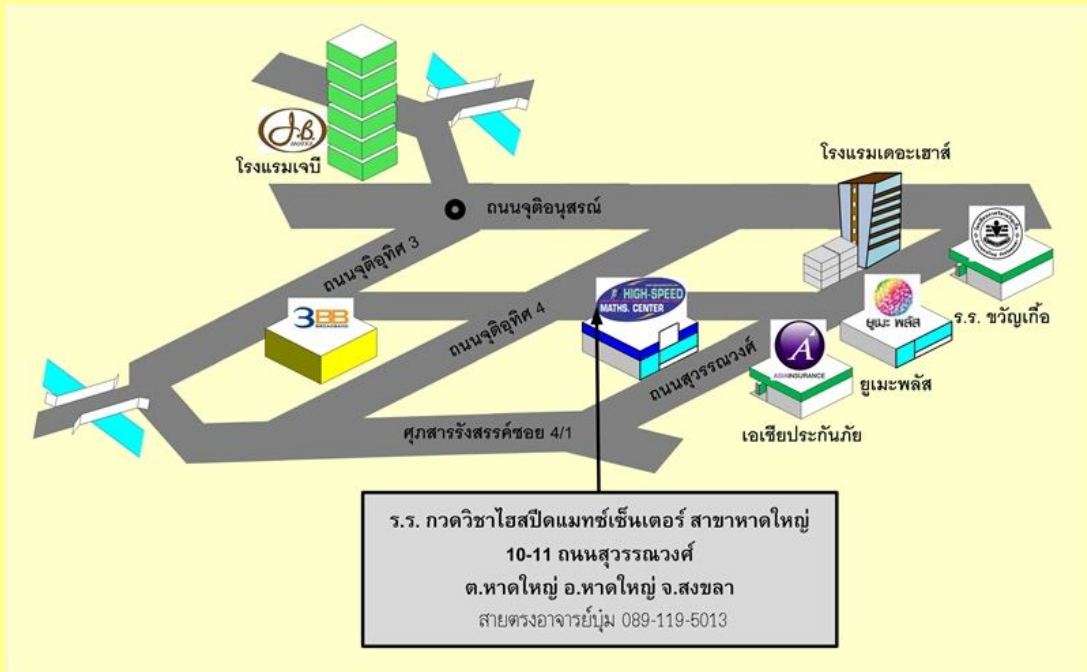 J.B.
HOTEL
โรงแรมเจบี
โรงแรมเดอะเฮาส์
ถนนจุติอนุสรณ์
ถนนจุติอุทิศ 3
3BB
BROADBAND
ถนนจุติอุทิศ 4
HIGH-SPEED
MATHS. CENTER
ถนนสุวรรณวงศ์
ยูเมะ พลัส
ยูเมะพลัส
ร.ร. ขวัญเกื้อ
A
ASIAINSURANCE
เอเชียประกันภัย
ศุภสารรังสรรค์ซอย 4/1
ร.ร. กวดวิชาไฮสปีดแมทซ์เซ็นเตอร์ สาขาหาดใหญ่
10-11 ถนนสุวรรณวงศ์
ต.หาดใหญ่ อ.หาดใหญ่ จ.สงขลา
สายตรงอาจารย์บุ๋ม 089-119-5013